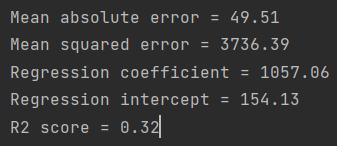 Mean absolute error = 49.51
Mean squared error = 3736.39
Regression coefficient = 1057.06
Regression intercept = 154.13
R2 score = 0.32